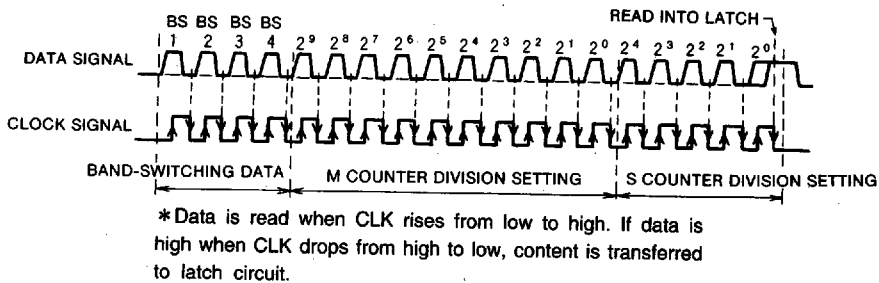 READ INTO LATCH
BS BS BS BS
1 2 3 4 2⁹ 2⁸ 2⁷ 2⁶ 2⁵ 2⁴ 2³ 2² 2¹ 2⁰ 2⁴ 2³ 2² 2¹ 2⁰
DATA SIGNAL
CLOCK SIGNAL
BAND-SWITCHING DATA M COUNTER DIVISION SETTING S COUNTER DIVISION SETTING
*Data is read when CLK rises from low to high. If data is
high when CLK drops from high to low, content is transferred
to latch circuit.